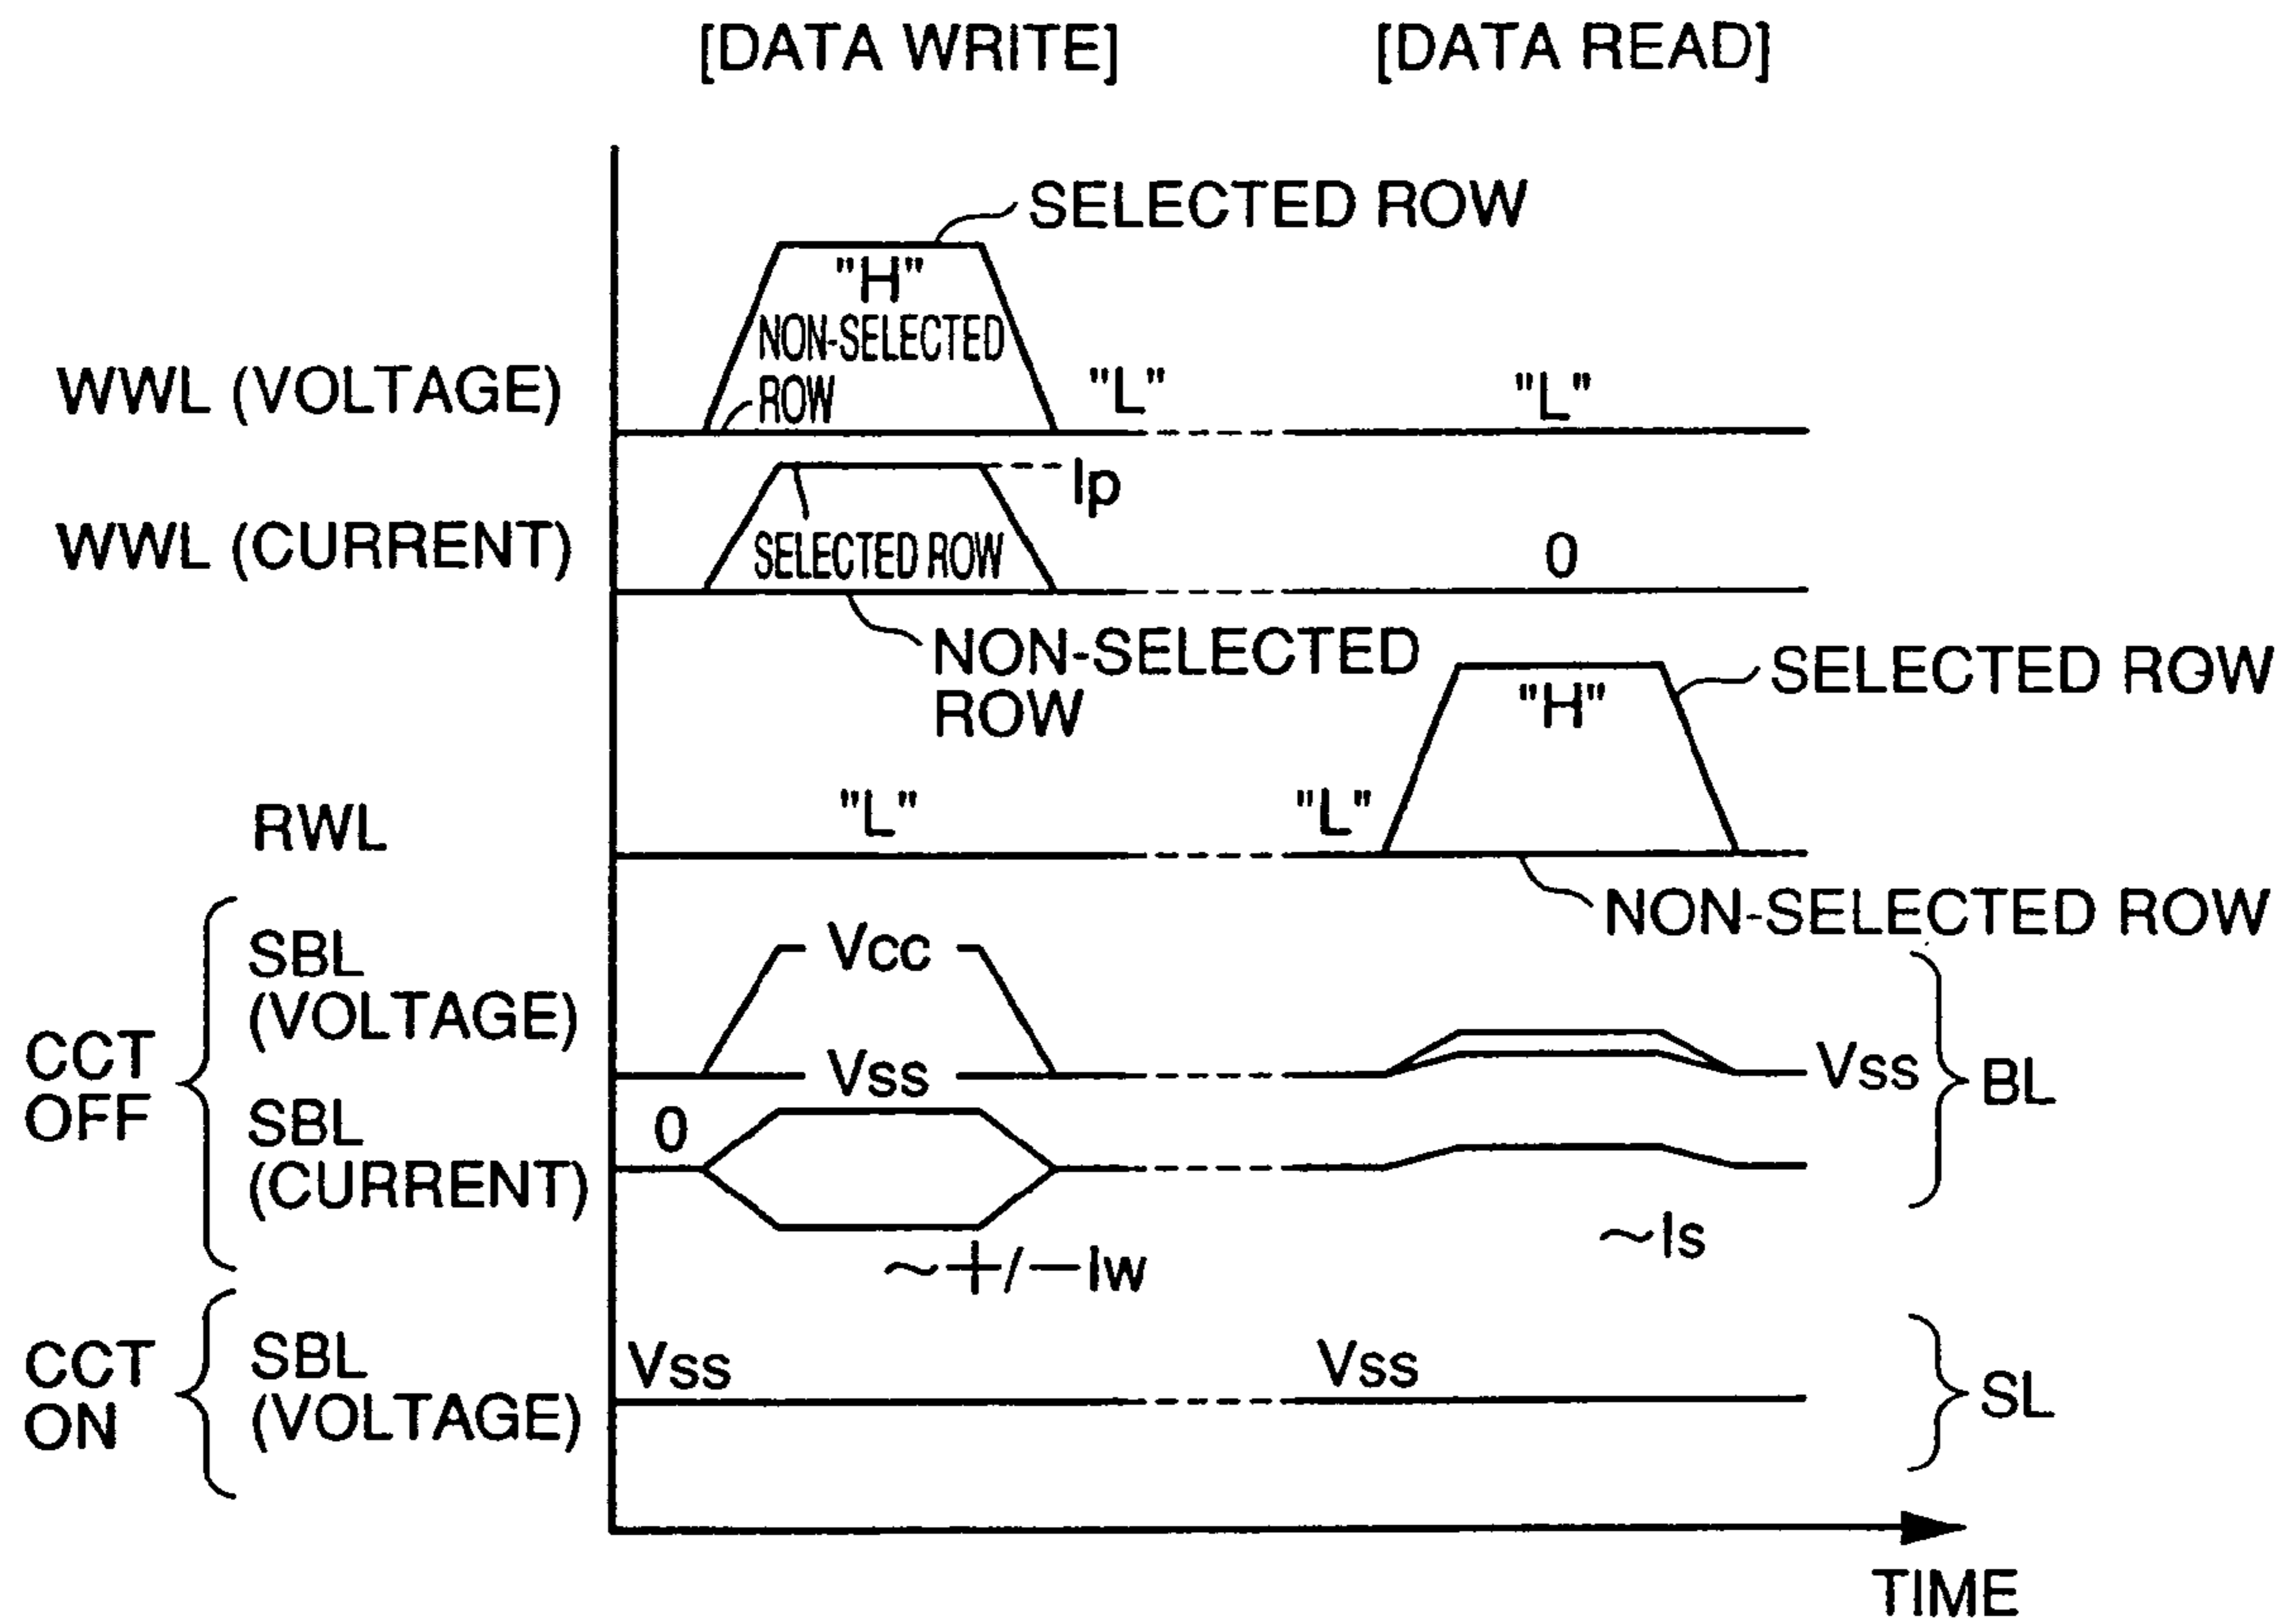 [DATA WRITE] [DATA READ]
SELECTED ROW
"H"
NON-SELECTED
ROW
WWL (VOLTAGE)
"L"
"L"
Ip
WWL (CURRENT)
SELECTED ROW
0
NON-SELECTED
ROW
SELECTED ROW
"H"
RWL
"L"
"L"
NON-SELECTED ROW
CCT
OFF
SBL
(VOLTAGE)
Vcc
Vss
Vss
BL
SBL
(CURRENT)
0
~+/−Iw
~Is
CCT
ON
SBL
(VOLTAGE)
Vss
Vss
SL
TIME